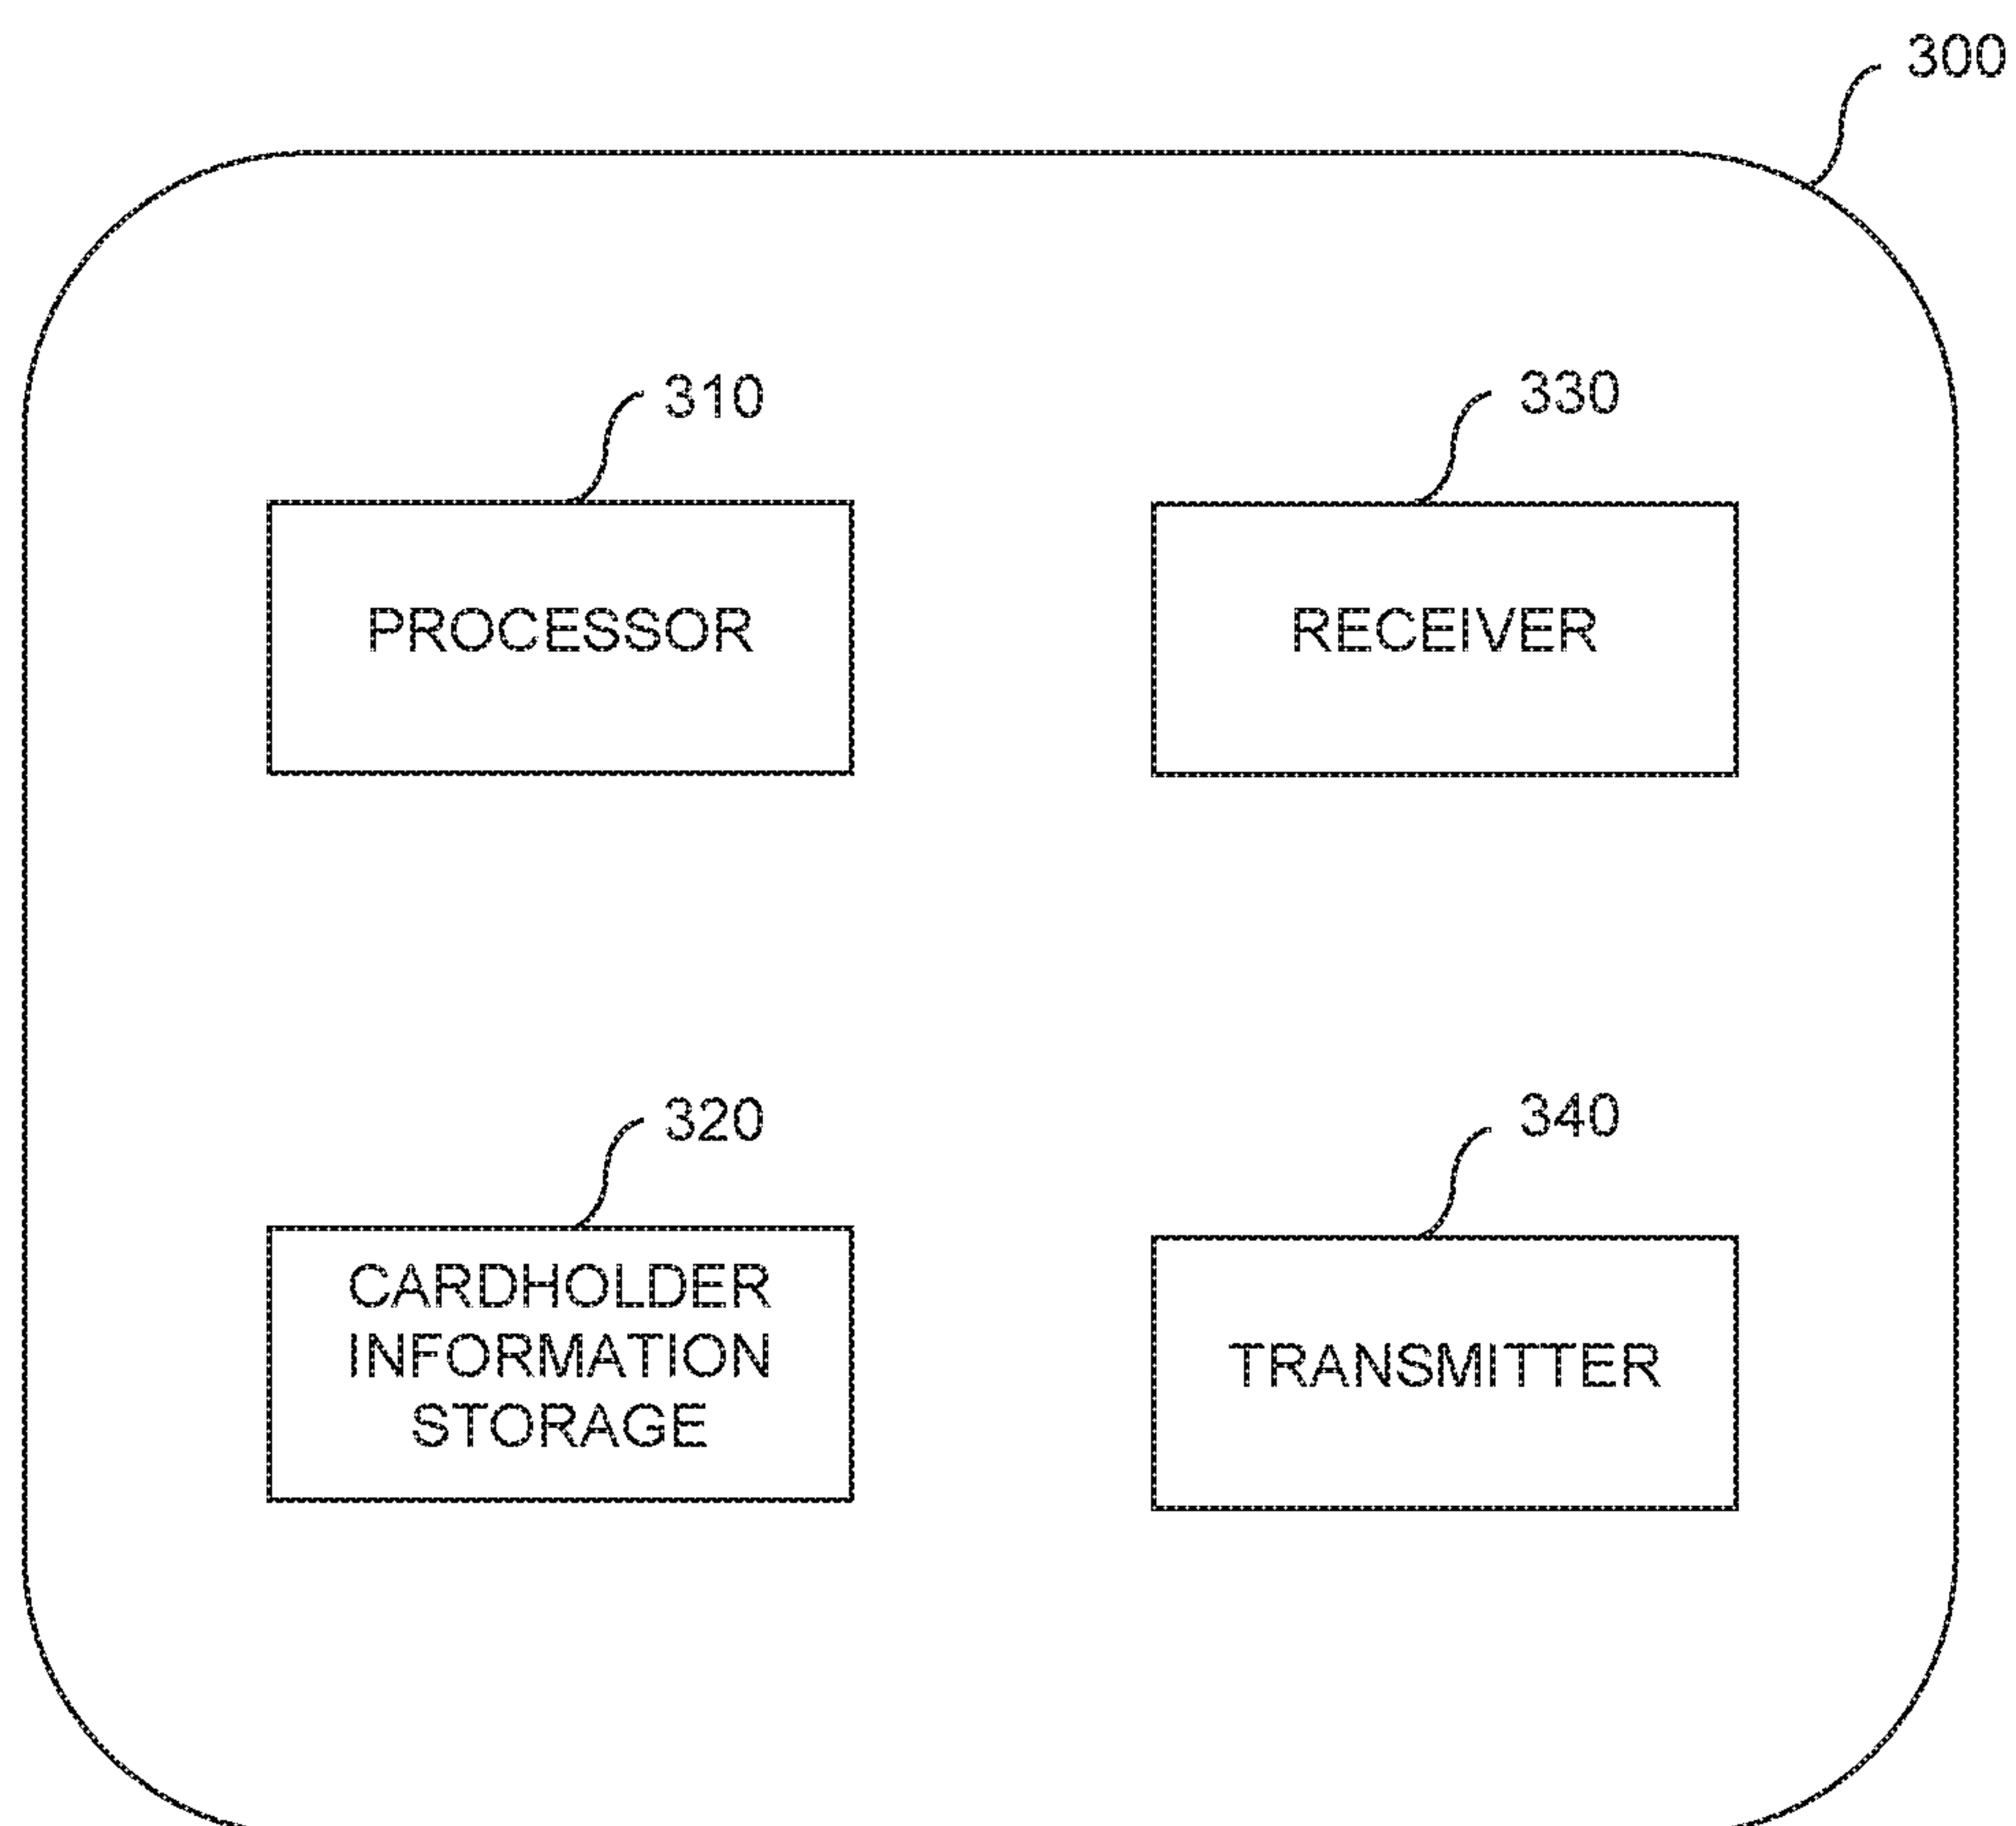 300
310
PROCESSOR
330
RECEIVER
320
CARDHOLDER
INFORMATION
STORAGE
340
TRANSMITTER